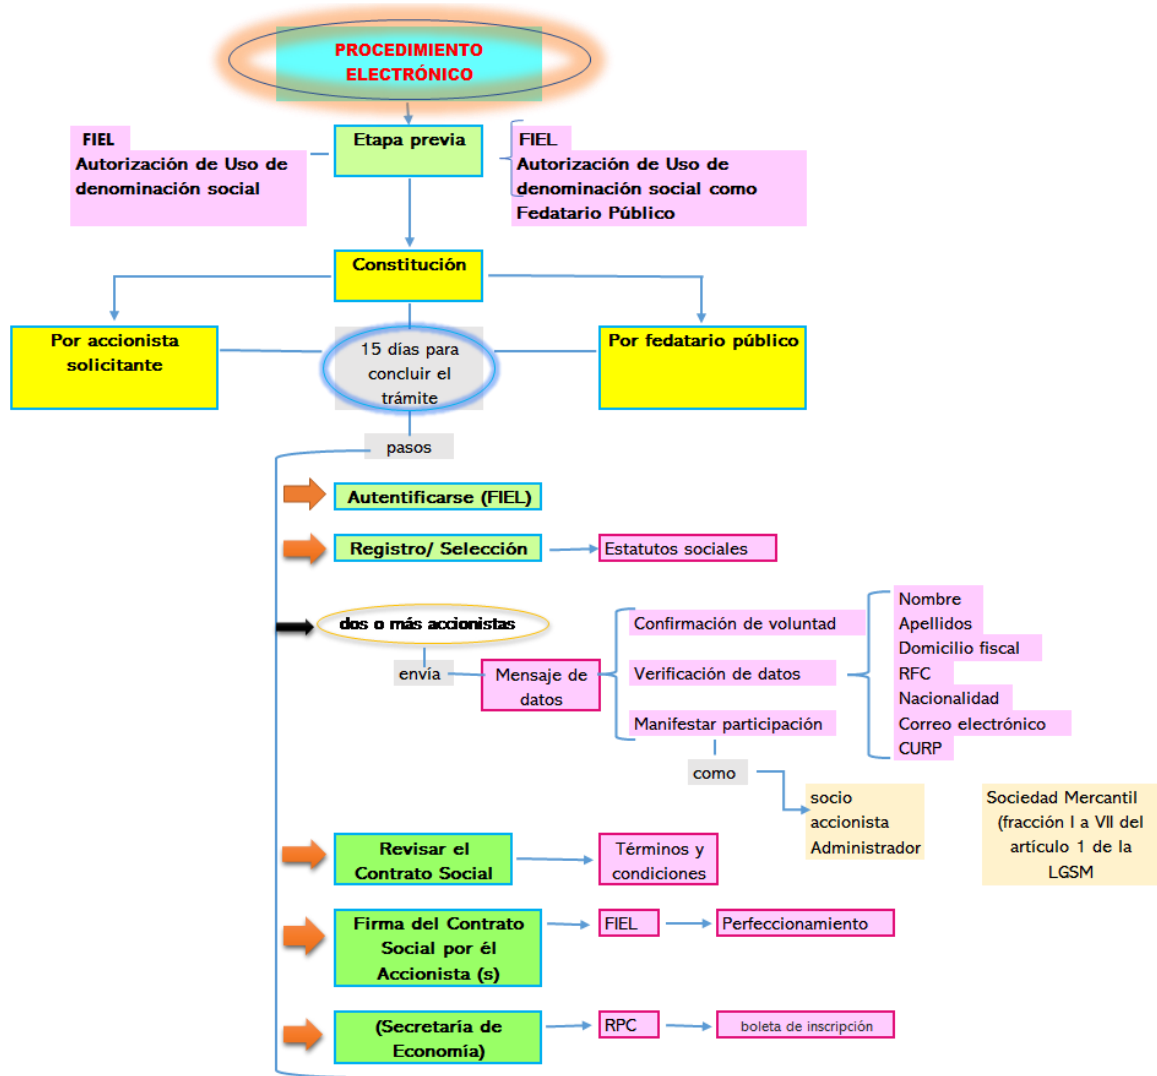 PROCEDIMIENTO
ELECTRÓNICO
FIEL
Autorización de Uso de
denominación social
Etapa previa
FIEL
Autorización de Uso de
denominación social como
Fedatario Público
Constitución
Por accionista
solicitante
15 días para
concluir el
trámite
Por fedatario público
pasos
Autentificarse (FIEL)
Registro/ Selección
Estatutos sociales
dos o más accionistas
envía
Mensaje de
datos
Confirmación de voluntad
Verificación de datos
Manifestar participación
Nombre
Apellidos
Domicilio fiscal
RFC
Nacionalidad
Correo electrónico
CURP
como
socio
accionista
Administrador
Sociedad Mercantil
(fracción I a VII del
artículo 1 de la
LGSM
Revisar el
Contrato Social
Términos y
condiciones
Firma del Contrato
Social por él
Accionista (s)
FIEL
Perfeccionamiento
(Secretaría de
Economía)
RPC
boleta de inscripción